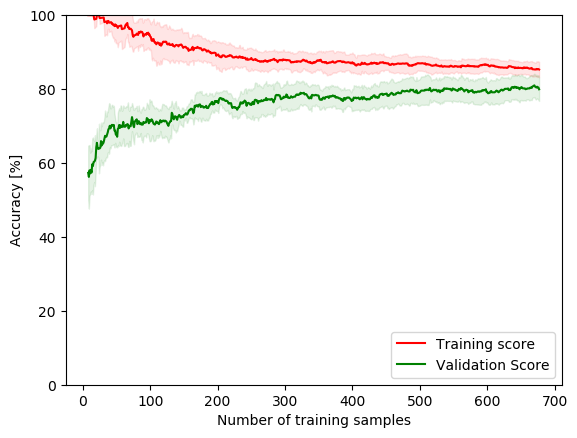 100
80
60
40
20
0
Accuracy [%]
0 100 200 300 400 500 600 700
Number of training samples
Training score
Validation Score